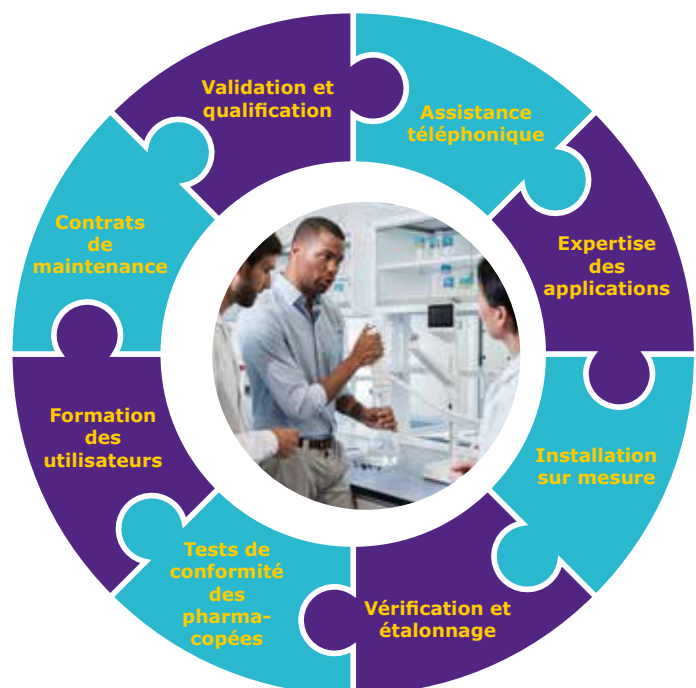 Validation et
qualification
Assistance
téléphonique
Expertise
des
applications
Installation
sur mesure
Vérification et
étalonnage
Tests de
conformité
des
pharma-
copées
Formation
des
utilisateurs
Contrats
de
maintenance